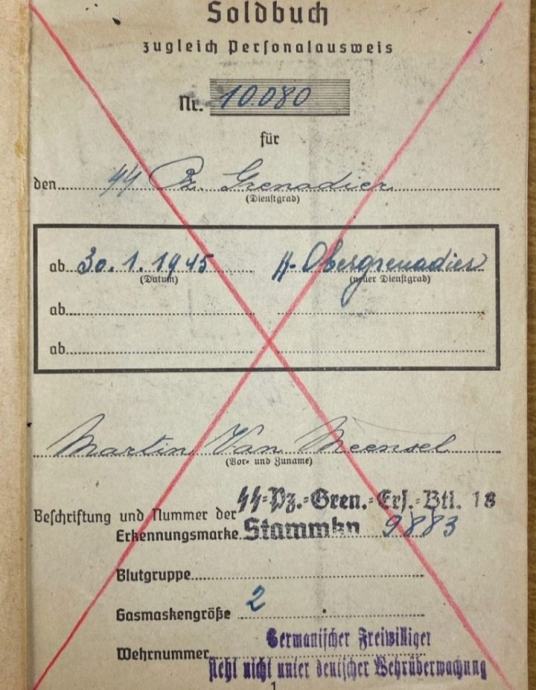 Soldbuch
zugleich Personalausweis
Nr. 10080
für
den ᛋᛋ Pz. Grenadier
(Dienstgrad)
ab 30.1.1945 ᛋᛋ-Obergrenadier
(Datum) (neuer Dienstgrad)
ab
ab
Martin Van Meensel
(Vor- und Zuname)
ᛋᛋ-Pz.-Gren.-Ers.-Btl. 18
Beschriftung und Nummer der
Erkennungsmarke Stammkp 9883
Blutgruppe
Gasmaskengröße 2
Germanischer Freiwilliger
Wehrnummer
steht nicht unter deutscher Wehrüberwachung
1